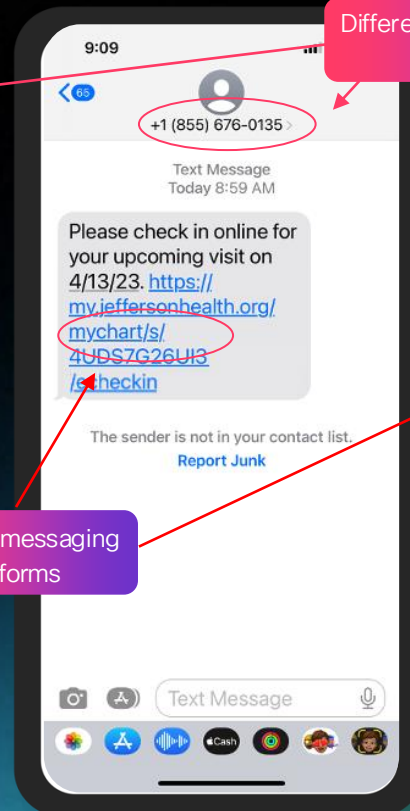 Differe
9:09
65
+1 (855) 676-0135
Text Message
Today 8:59 AM
Please check in online for
your upcoming visit on
4/13/23. https://
my.jeffersonhealth.org/
mychart/s/
4UDS7G26UI3
/echeckin
The sender is not in your contact list.
Report Junk
messaging
forms
Text Message
Cash